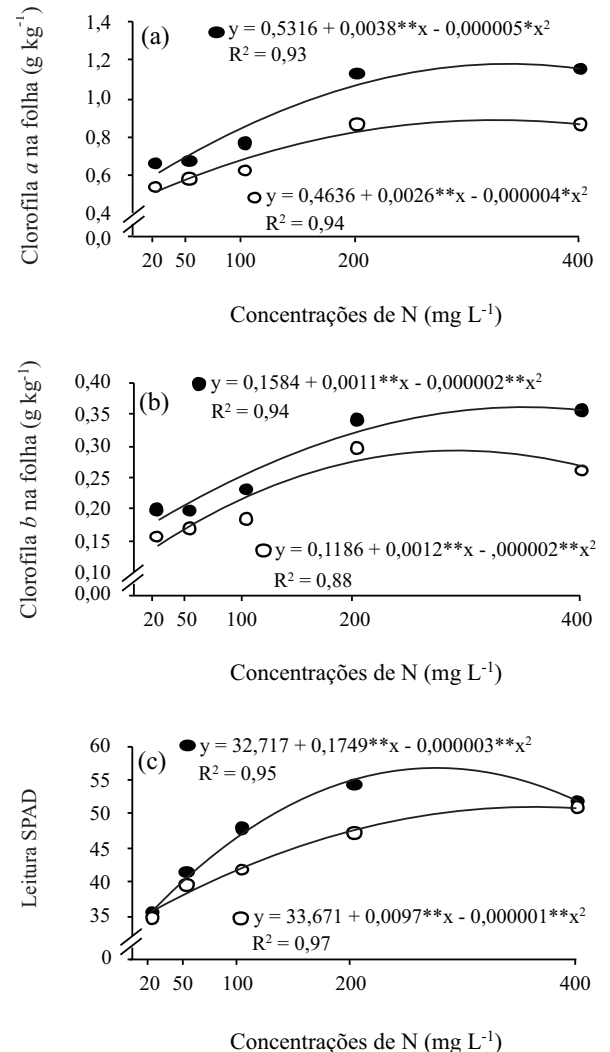 Clorofila a na folha (g kg⁻¹)
(a)
y = 0,5316 + 0,0038**x - 0,000005*x²
R² = 0,93
1,4
1,2
1,0
0,8
0,6
0,4
0,0
y = 0,4636 + 0,0026**x - 0,000004*x²
R² = 0,94
20 50 100 200 400
Concentrações de N (mg L⁻¹)
Clorofila b na folha (g kg⁻¹)
(b)
y = 0,1584 + 0,0011**x - 0,000002**x²
R² = 0,94
0,40
0,35
0,30
0,25
0,20
0,15
0,10
0,00
y = 0,1186 + 0,0012**x - ,000002**x²
R² = 0,88
20 50 100 200 400
Concentrações de N (mg L⁻¹)
Leitura SPAD
(c)
y = 32,717 + 0,1749**x - 0,000003**x²
R² = 0,95
60
55
50
45
40
35
0
y = 33,671 + 0,0097**x - 0,000001**x²
R² = 0,97
20 50 100 200 400
Concentrações de N (mg L⁻¹)